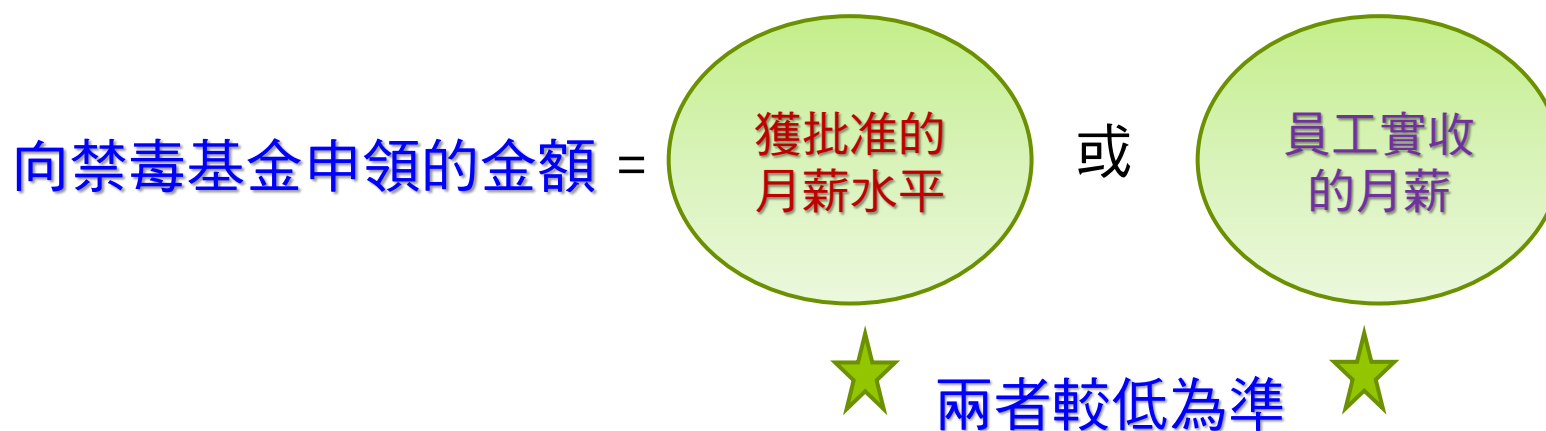 向禁毒基金申領的金額 =
獲批准的
月薪水平
或
員工實收
的月薪
兩者較低為準